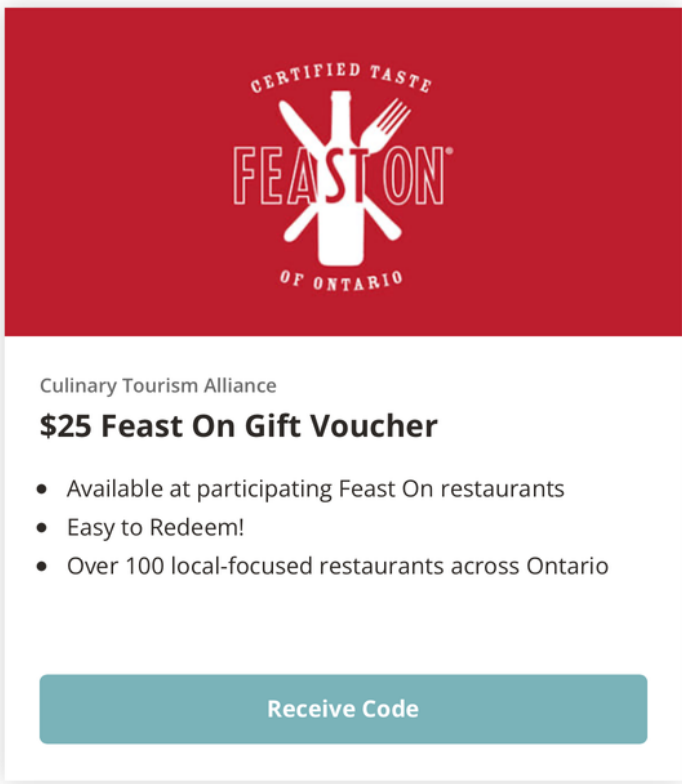 CERTIFIED TASTE
FEAST ON®
OF ONTARIO
Culinary Tourism Alliance
$25 Feast On Gift Voucher
• Available at participating Feast On restaurants
• Easy to Redeem!
• Over 100 local-focused restaurants across Ontario
Receive Code